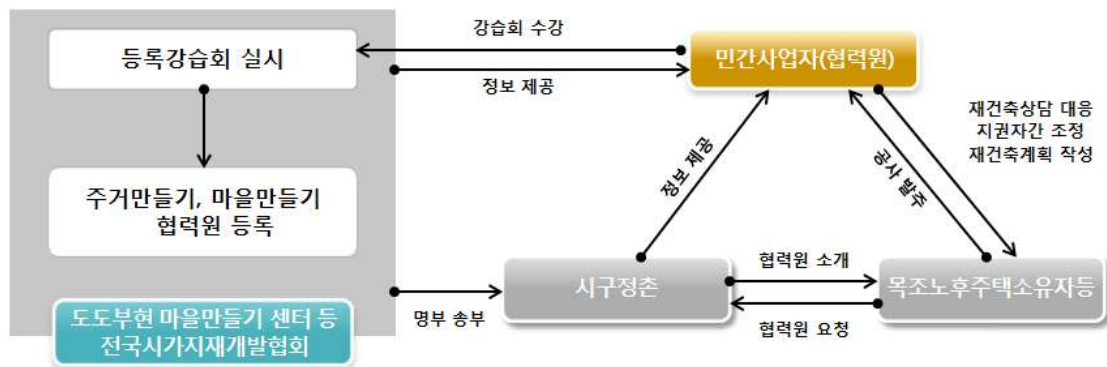 등록강습회 실시
강습회 수강
정보 제공
민간사업자(협력원)
재건축상담 대응
지권자간 조정
재건축계획 작성
주거만들기, 마을만들기
협력원 등록
정보 제공
공사 발주
시구정촌
협력원 소개
협력원 요청
목조노후주택소유자등
명부 송부
도도부현 마을만들기 센터 등
전국시가지재개발협회